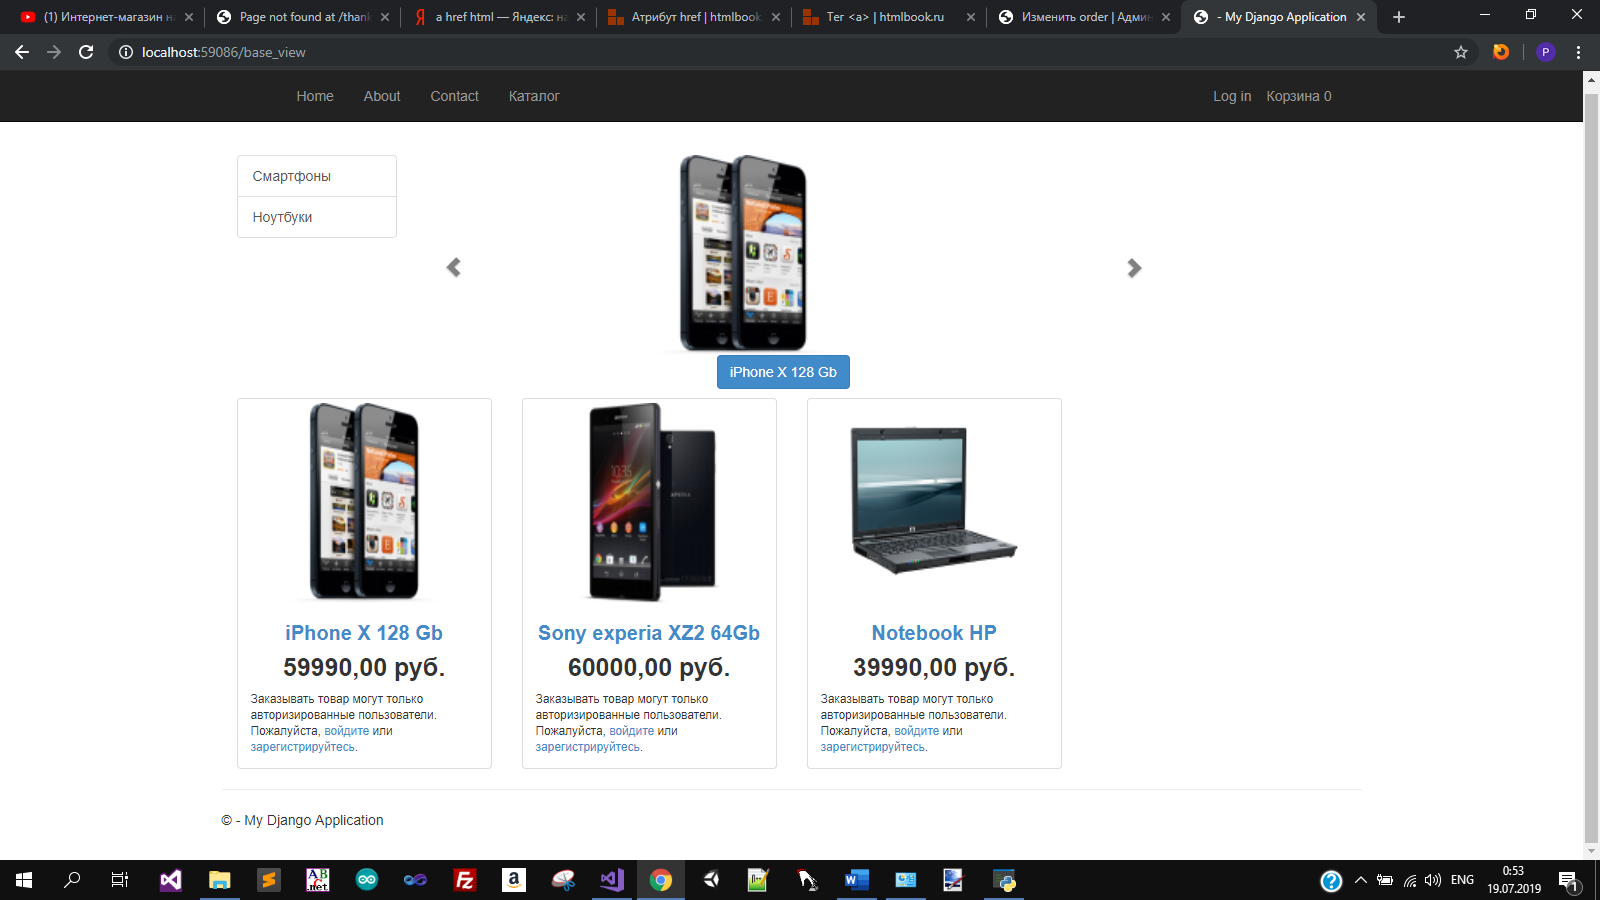 (1) Интернет-магазин на
Page not found at /thank
a href html — Яндекс: на
Атрибут href | htmlbook.
Тег <a> | htmlbook.ru
Изменить order | Админ
- My Django Application
localhost:59086/base_view
P
Home About Contact Каталог Log in Корзина 0
Смартфоны
Ноутбуки
iPhone X 128 Gb
iPhone X 128 Gb
59990,00 руб.
Заказывать товар могут только
авторизированные пользователи.
Пожалуйста, войдите или
зарегистрируйтесь.
Sony experia XZ2 64Gb
60000,00 руб.
Заказывать товар могут только
авторизированные пользователи.
Пожалуйста, войдите или
зарегистрируйтесь.
Notebook HP
39990,00 руб.
Заказывать товар могут только
авторизированные пользователи.
Пожалуйста, войдите или
зарегистрируйтесь.
© - My Django Application
ENG
0:53
19.07.2019
1